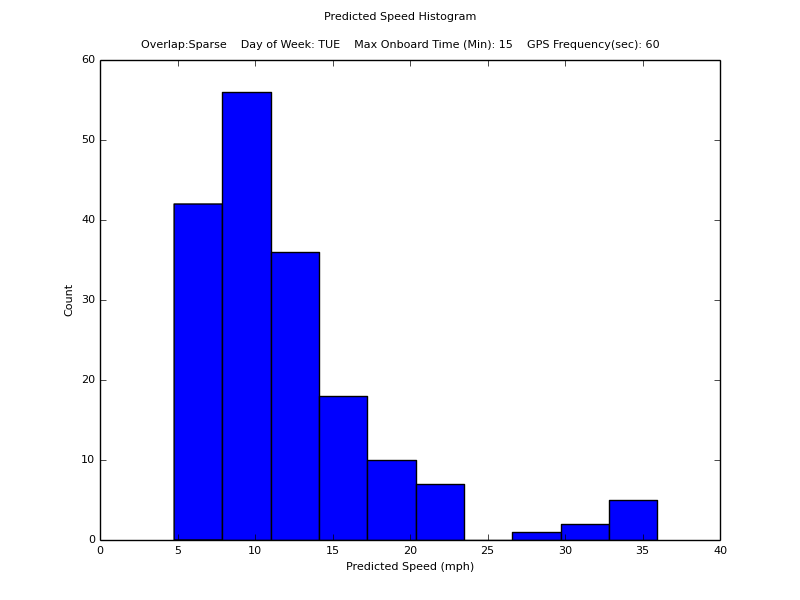 Predicted Speed Histogram
Overlap:Sparse    Day of Week: TUE    Max Onboard Time (Min): 15    GPS Frequency(sec): 60
60
50
40
30
20
10
0
Count
0 5 10 15 20 25 30 35 40
Predicted Speed (mph)